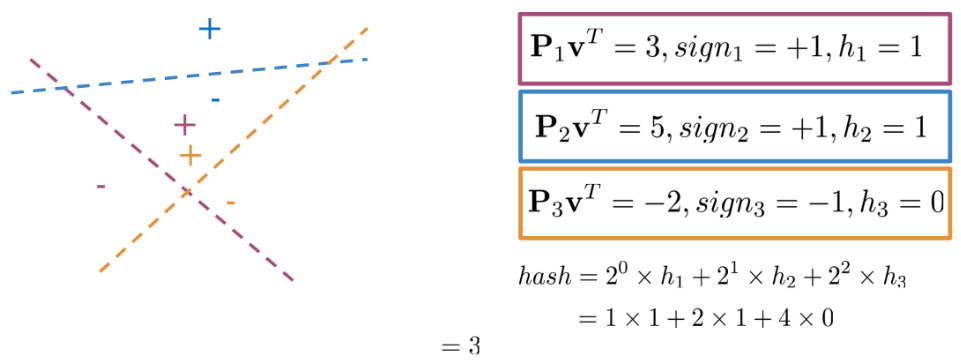 +
-
+
+
-
-
𝐏₁𝐯ᵀ = 3, sign₁ = +1, h₁ = 1
𝐏₂𝐯ᵀ = 5, sign₂ = +1, h₂ = 1
𝐏₃𝐯ᵀ = −2, sign₃ = −1, h₃ = 0
hash = 2⁰ × h₁ + 2¹ × h₂ + 2² × h₃
= 1 × 1 + 2 × 1 + 4 × 0
= 3